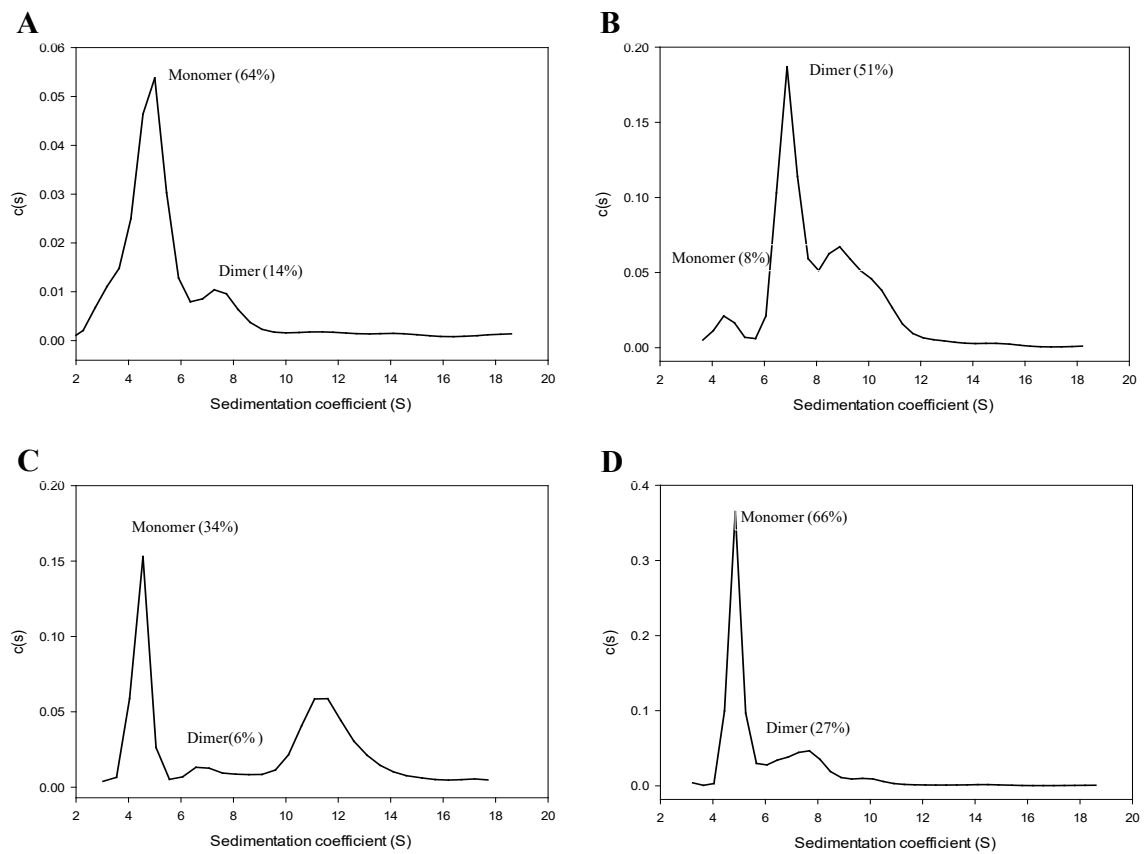 A
0.06
0.05
0.04
0.03
0.02
0.01
0.00
c(s)
Monomer (64%)
Dimer (14%)
2 4 6 8 10 12 14 16 18 20
Sedimentation coefficient (S)
B
0.20
0.15
0.10
0.05
0.00
c(s)
Dimer (51%)
Monomer (8%)
2 4 6 8 10 12 14 16 18 20
Sedimentation coefficient (S)
C
0.20
0.15
0.10
0.05
0.00
c(s)
Monomer (34%)
Dimer(6% )
2 4 6 8 10 12 14 16 18 20
Sedimentation coefficient (S)
D
0.4
0.3
0.2
0.1
0.0
c(s)
Monomer (66%)
Dimer (27%)
2 4 6 8 10 12 14 16 18 20
Sedimentation coefficient (S)